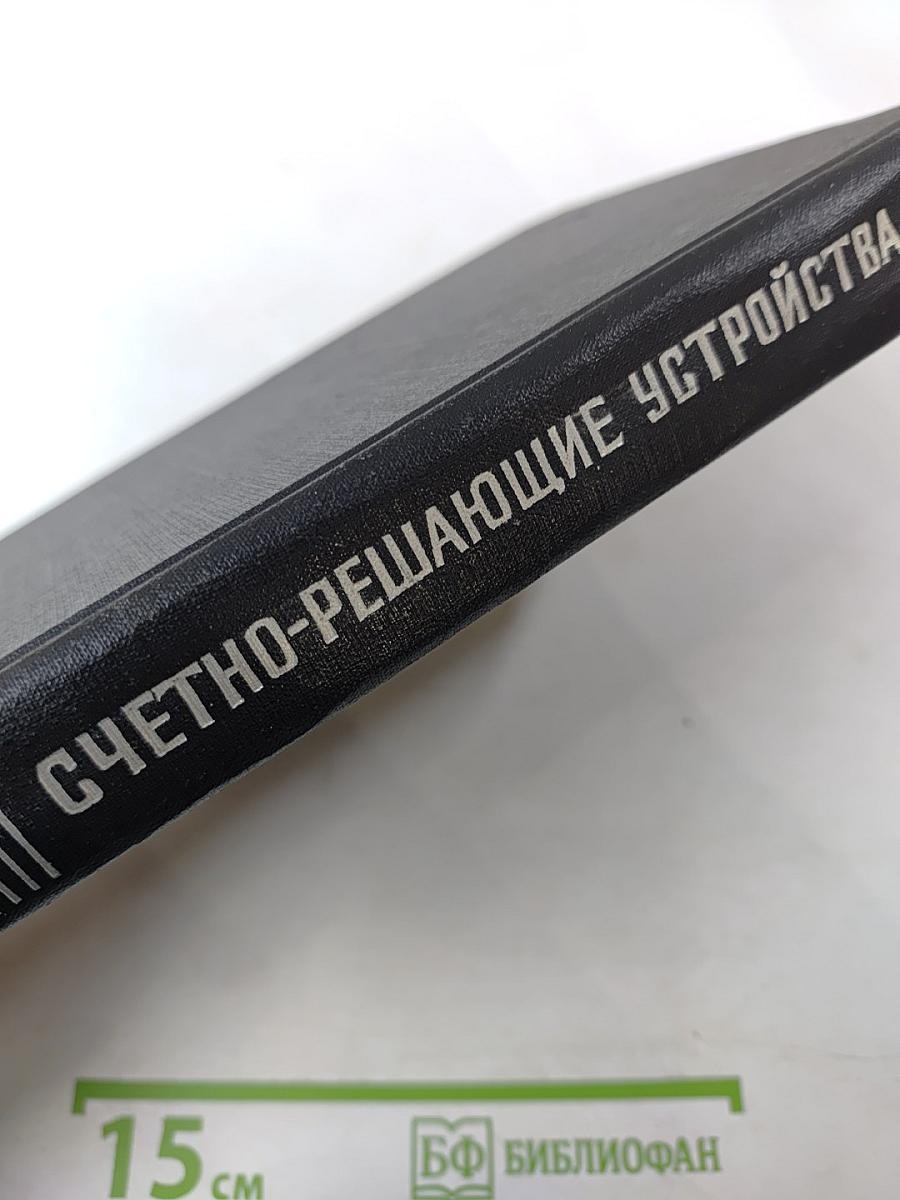 СЧЕТНО-РЕШАЮЩИЕ УСТРОЙСТВА
15 СМ
БФ БИБЛИОФАН